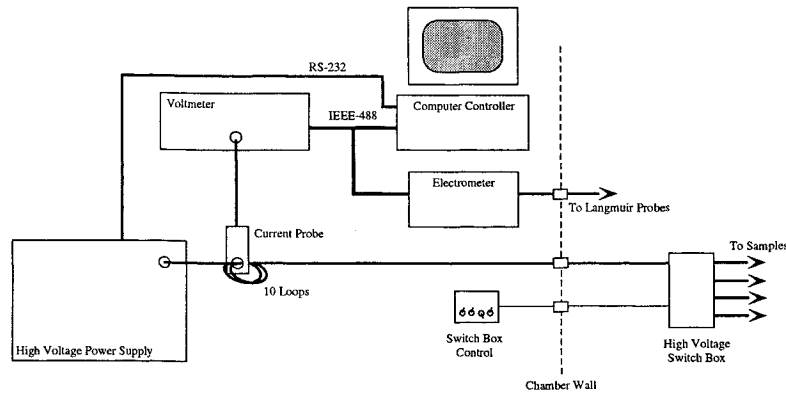 RS-232
Voltmeter
IEEE-488
Computer Controller
Electrometer
To Langmuir Probes
Current Probe
10 Loops
To Samples
High Voltage Power Supply
Switch Box
Control
High Voltage
Switch Box
Chamber Wall